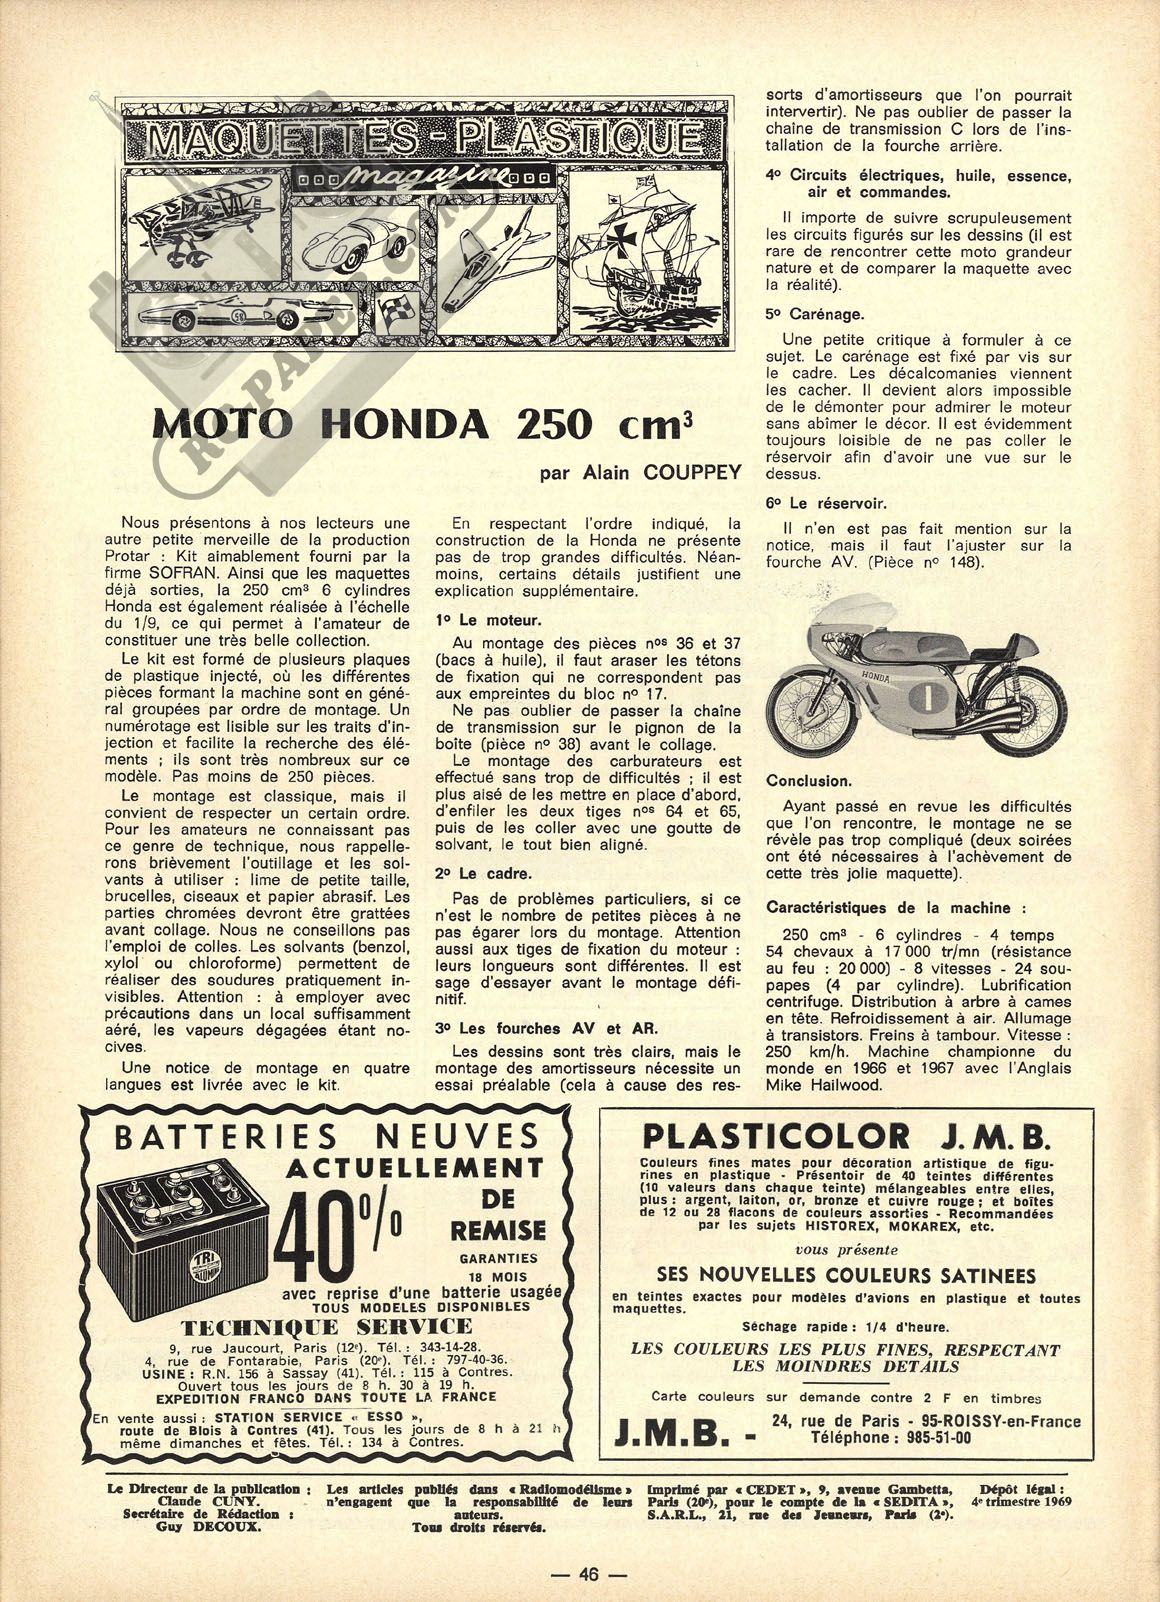 MAQUETTES-PLASTIQUE
magazine
58
RC-PAPER.COM
MOTO HONDA 250 cm³
par Alain COUPPEY
Nous présentons à nos lecteurs une
autre petite merveille de la production
Protar : Kit aimablement fourni par la
firme SOFRAN. Ainsi que les maquettes
déjà sorties, la 250 cm³ 6 cylindres
Honda est également réalisée à l'échelle
du 1/9, ce qui permet à l'amateur de
constituer une très belle collection.
Le kit est formé de plusieurs plaques
de plastique injecté, où les différentes
pièces formant la machine sont en géné-
ral groupées par ordre de montage. Un
numérotage est lisible sur les traits d'in-
jection et facilite la recherche des élé-
ments ; ils sont très nombreux sur ce
modèle. Pas moins de 250 pièces.
Le montage est classique, mais il
convient de respecter un certain ordre.
Pour les amateurs ne connaissant pas
ce genre de technique, nous rappelle-
rons brièvement l'outillage et les sol-
vants à utiliser : lime de petite taille,
brucelles, ciseaux et papier abrasif. Les
parties chromées devront être grattées
avant collage. Nous ne conseillons pas
l'emploi de colles. Les solvants (benzol,
xylol ou chloroforme) permettent de
réaliser des soudures pratiquement in-
visibles. Attention : à employer avec
précautions dans un local suffisamment
aéré, les vapeurs dégagées étant no-
cives.
Une notice de montage en quatre
langues est livrée avec le kit.
En respectant l'ordre indiqué, la
construction de la Honda ne présente
pas de trop grandes difficultés. Néan-
moins, certains détails justifient une
explication supplémentaire.
1º Le moteur.
Au montage des pièces nos 36 et 37
(bacs à huile), il faut araser les tétons
de fixation qui ne correspondent pas
aux empreintes du bloc nº 17.
Ne pas oublier de passer la chaîne
de transmission sur le pignon de la
boîte (pièce nº 38) avant le collage.
Le montage des carburateurs est
effectué sans trop de difficultés ; il est
plus aisé de les mettre en place d'abord,
d'enfiler les deux tiges nos 64 et 65,
puis de les coller avec une goutte de
solvant, le tout bien aligné.
2º Le cadre.
Pas de problèmes particuliers, si ce
n'est le nombre de petites pièces à ne
pas égarer lors du montage. Attention
aussi aux tiges de fixation du moteur :
leurs longueurs sont différentes. Il est
sage d'essayer avant le montage défi-
nitif.
3º Les fourches AV et AR.
Les dessins sont très clairs, mais le
montage des amortisseurs nécessite un
essai préalable (cela à cause des res-
sorts d'amortisseurs que l'on pourrait
intervertir). Ne pas oublier de passer la
chaîne de transmission C lors de l'ins-
tallation de la fourche arrière.
4º Circuits électriques, huile, essence,
air et commandes.
Il importe de suivre scrupuleusement
les circuits figurés sur les dessins (il est
rare de rencontrer cette moto grandeur
nature et de comparer la maquette avec
la réalité).
5º Carénage.
Une petite critique à formuler à ce
sujet. Le carénage est fixé par vis sur
le cadre. Les décalcomanies viennent
les cacher. Il devient alors impossible
de le démonter pour admirer le moteur
sans abîmer le décor. Il est évidemment
toujours loisible de ne pas coller le
réservoir afin d'avoir une vue sur le
dessus.
6º Le réservoir.
Il n'en est pas fait mention sur la
notice, mais il faut l'ajuster sur la
fourche AV. (Pièce nº 148).
HONDA
1
Conclusion.
Ayant passé en revue les difficultés
que l'on rencontre, le montage ne se
révèle pas trop compliqué (deux soirées
ont été nécessaires à l'achèvement de
cette très jolie maquette).
Caractéristiques de la machine :
250 cm³ - 6 cylindres - 4 temps
54 chevaux à 17 000 tr/mn (résistance
au feu : 20 000) - 8 vitesses - 24 sou-
papes (4 par cylindre). Lubrification
centrifuge. Distribution à arbre à cames
en tête. Refroidissement à air. Allumage
à transistors. Freins à tambour. Vitesse :
250 km/h. Machine championne du
monde en 1966 et 1967 avec l'Anglais
Mike Hailwood.
BATTERIES NEUVES
ACTUELLEMENT
40%
DE
REMISE
GARANTIES
18 MOIS
TRI
avec reprise d'une batterie usagée
TOUS MODELES DISPONIBLES
TECHNIQUE SERVICE
9, rue Jaucourt, Paris (12e). Tél. : 343-14-28.
4, rue de Fontarabie, Paris (20e). Tél. : 797-40-36.
USINE : R.N. 156 à Sassay (41). Tél. : 115 à Contres.
Ouvert tous les jours de 8 h. 30 à 19 h.
EXPEDITION FRANCO DANS TOUTE LA FRANCE
En vente aussi : STATION SERVICE « ESSO »,
route de Blois à Contres (41). Tous les jours de 8 h à 21 h
même dimanches et fêtes. Tél. : 134 à Contres.
PLASTICOLOR J.M.B.
Couleurs fines mates pour décoration artistique de figu-
rines en plastique - Présentoir de 40 teintes différentes
(10 valeurs dans chaque teinte) mélangeables entre elles,
plus : argent, laiton, or, bronze et cuivre rouge ; et boîtes
de 12 ou 28 flacons de couleurs assorties - Recommandées
par les sujets HISTOREX, MOKAREX, etc.
vous présente
SES NOUVELLES COULEURS SATINEES
en teintes exactes pour modèles d'avions en plastique et toutes
maquettes.
Séchage rapide : 1/4 d'heure.
LES COULEURS LES PLUS FINES, RESPECTANT
LES MOINDRES DETAILS
Carte couleurs sur demande contre 2 F en timbres
J.M.B. -
24, rue de Paris - 95-ROISSY-en-France
Téléphone : 985-51-00
Le Directeur de la publication :
Claude CUNY.
Secrétaire de Rédaction :
Guy DECOUX.
Les articles publiés dans « Radiomodélisme »
n'engagent que la responsabilité de leurs
auteurs.
Tous droits réservés.
Imprimé par « CEDET », 9, avenue Gambetta,
Paris (20e), pour le compte de la « SEDITA »,
S.A.R.L., 21, rue des Jeuneurs, Paris (2e).
Dépôt légal :
4e trimestre 1969
— 46 —